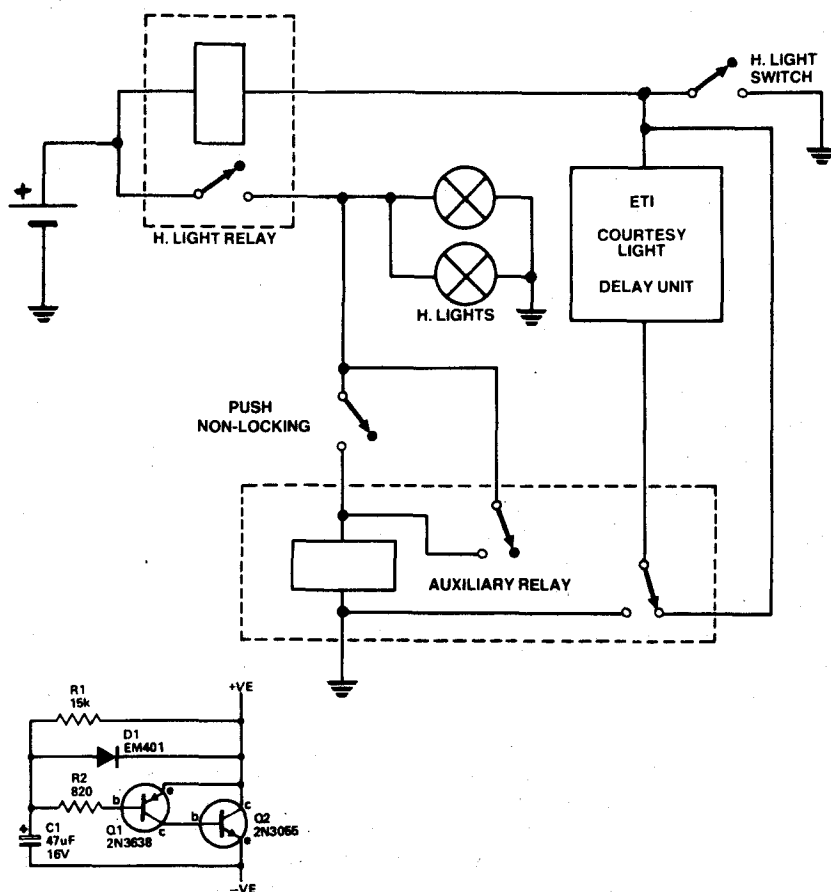 H. LIGHT
SWITCH
+
H. LIGHT RELAY
H. LIGHTS
ETI
COURTESY
LIGHT
DELAY UNIT
PUSH
NON-LOCKING
AUXILIARY RELAY
+VE
R1
15k
D1
EM401
R2
820
b
e
c
Q1
2N3638
b
c
e
Q2
2N3055
+
C1
47uF
16V
-VE